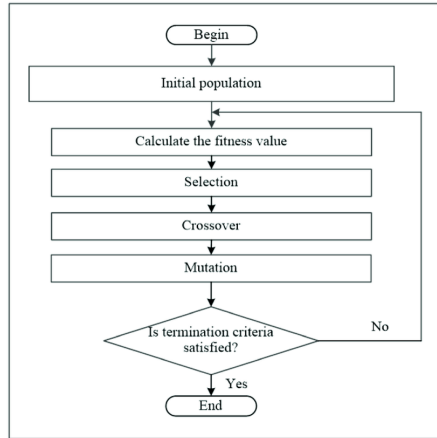 Begin
Initial population
Calculate the fitness value
Selection
Crossover
Mutation
Is termination criteria
satisfied?
No
Yes
End